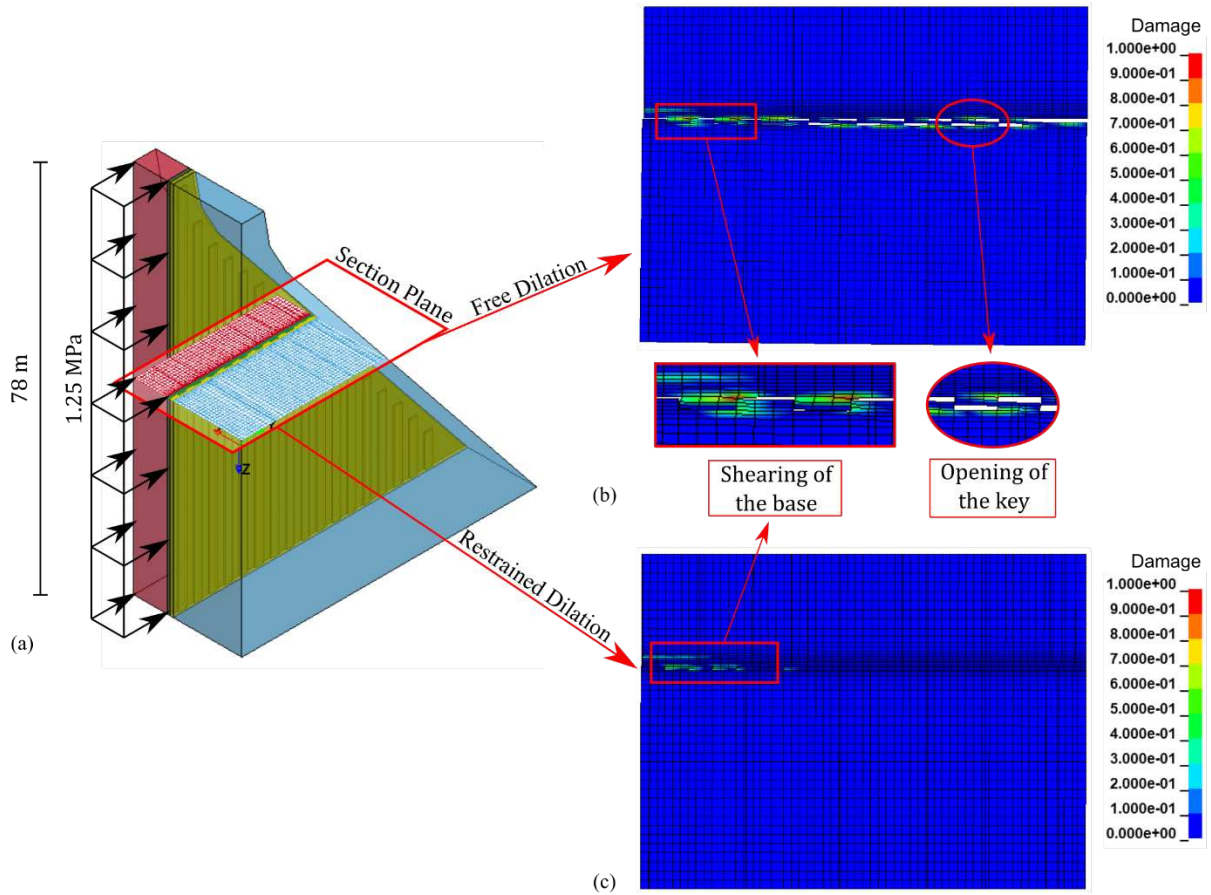 (a)
78 m
1.25 MPa
Section Plane
Free Dilation
Restrained Dilation
Z
Damage
1.000e+00
9.000e-01
8.000e-01
7.000e-01
6.000e-01
5.000e-01
4.000e-01
3.000e-01
2.000e-01
1.000e-01
0.000e+00
(b)
Shearing of
the base
Opening of
the key
Damage
1.000e+00
9.000e-01
8.000e-01
7.000e-01
6.000e-01
5.000e-01
4.000e-01
3.000e-01
2.000e-01
1.000e-01
0.000e+00
(c)